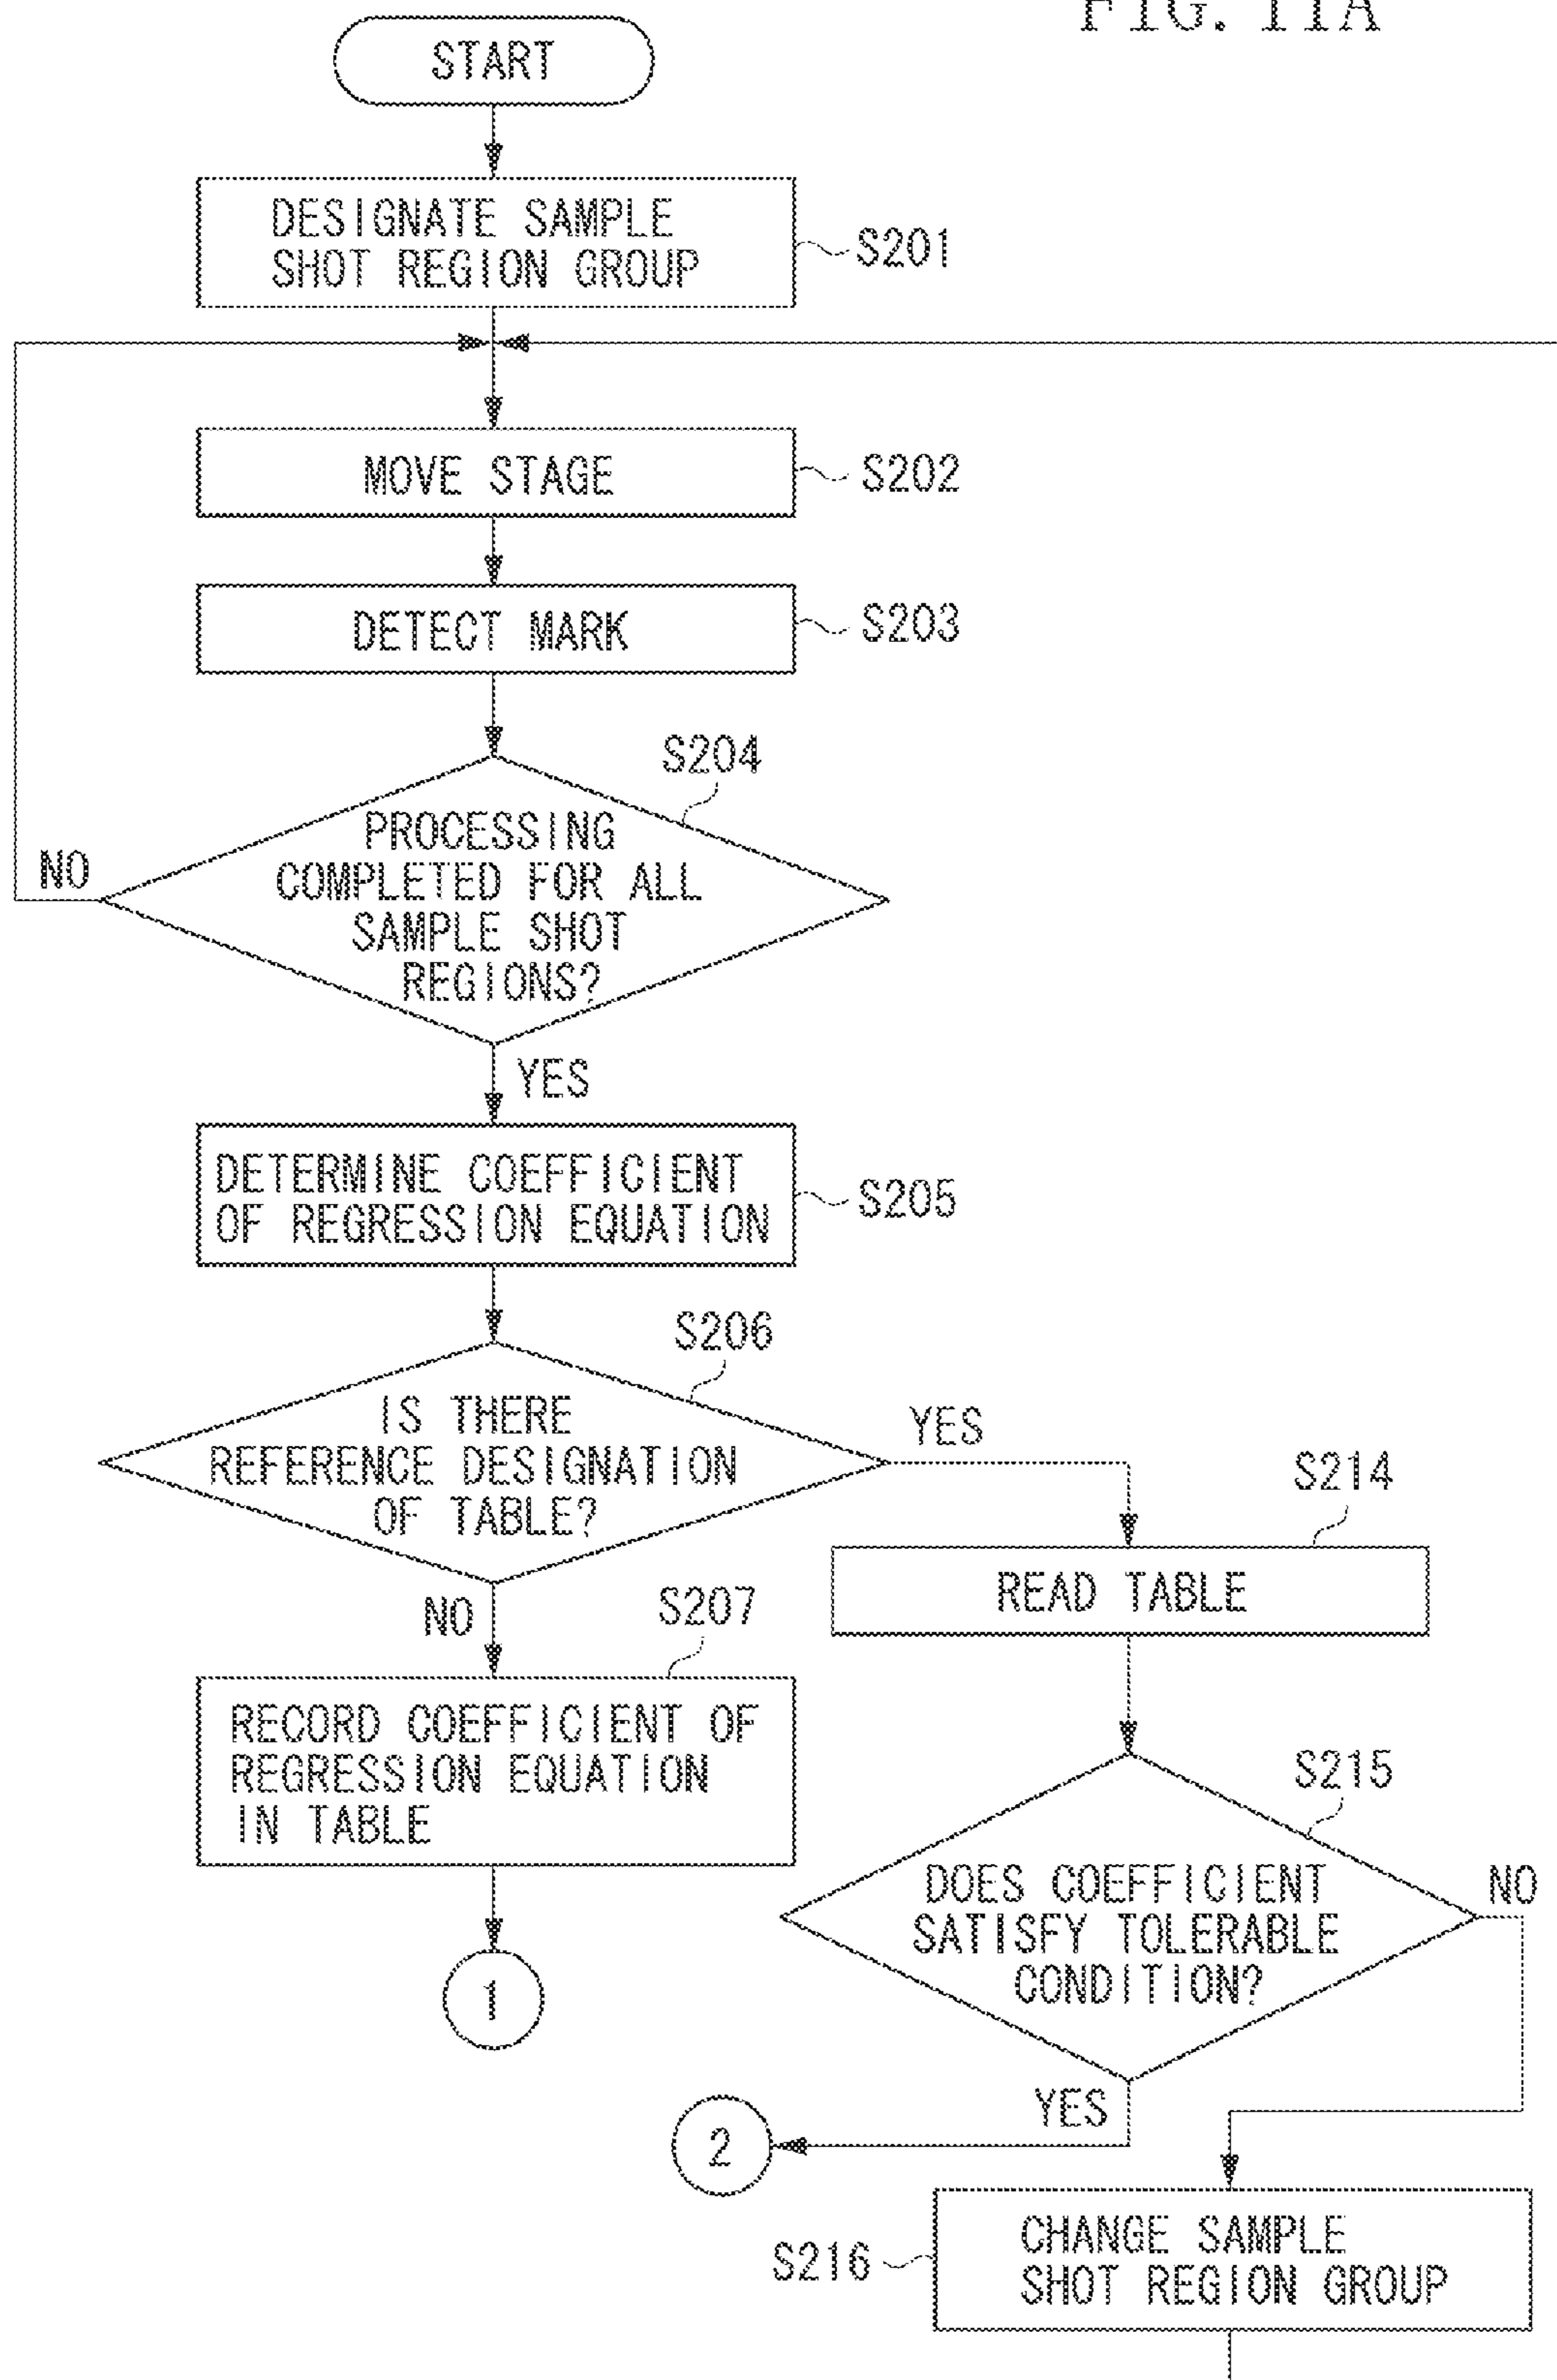 FIG. 11A
START
DESIGNATE SAMPLE
SHOT REGION GROUP
S201
MOVE STAGE
S202
DETECT MARK
S203
S204
PROCESSING
COMPLETED FOR ALL
SAMPLE SHOT
REGIONS?
NO
YES
DETERMINE COEFFICIENT
OF REGRESSION EQUATION
S205
S206
IS THERE
REFERENCE DESIGNATION
OF TABLE?
YES
NO
S214
READ TABLE
S207
RECORD COEFFICIENT OF
REGRESSION EQUATION
IN TABLE
1
S215
DOES COEFFICIENT
SATISFY TOLERABLE
CONDITION?
NO
YES
2
S216
CHANGE SAMPLE
SHOT REGION GROUP